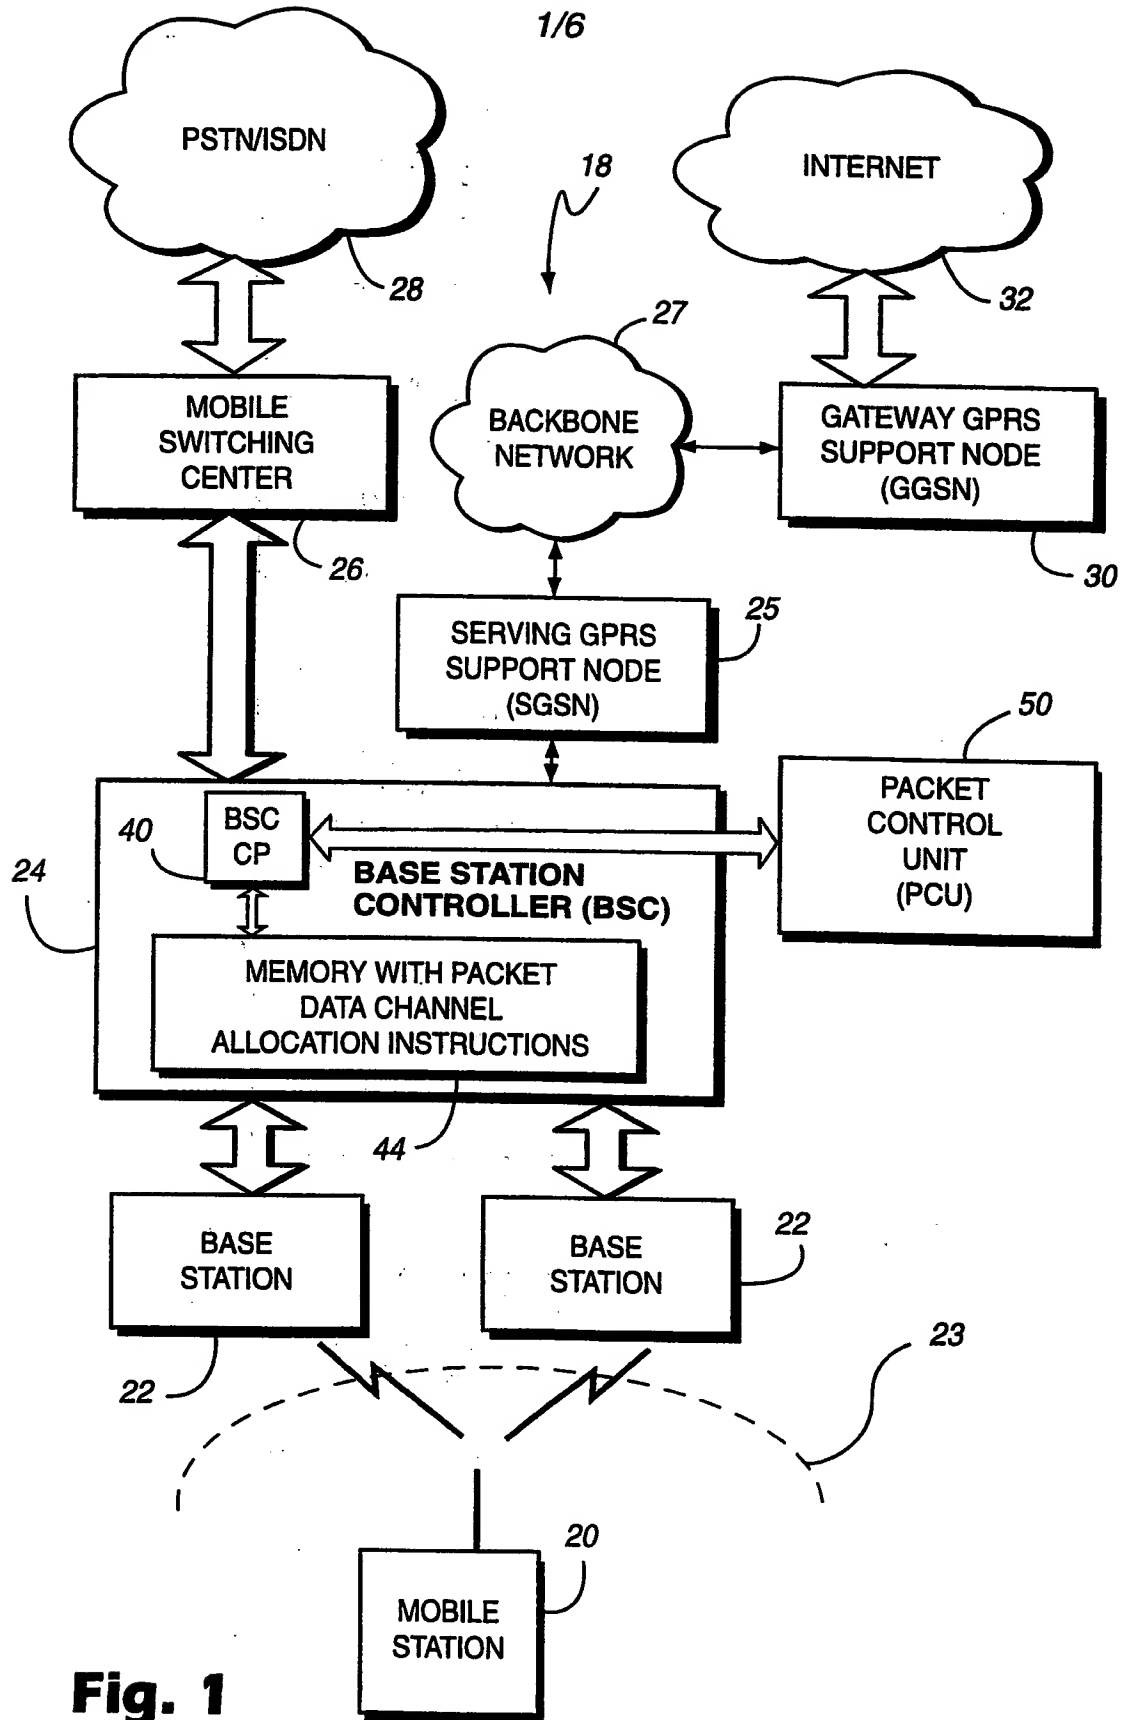 1/6
PSTN/ISDN
INTERNET
18
28
32
27
MOBILE
SWITCHING
CENTER
BACKBONE
NETWORK
GATEWAY GPRS
SUPPORT NODE
(GGSN)
26
30
SERVING GPRS
SUPPORT NODE
(SGSN)
25
50
BSC
CP
40
PACKET
CONTROL
UNIT
(PCU)
24
BASE STATION
CONTROLLER (BSC)
MEMORY WITH PACKET
DATA CHANNEL
ALLOCATION INSTRUCTIONS
44
BASE
STATION
BASE
STATION
22
22
23
20
MOBILE
STATION
Fig. 1